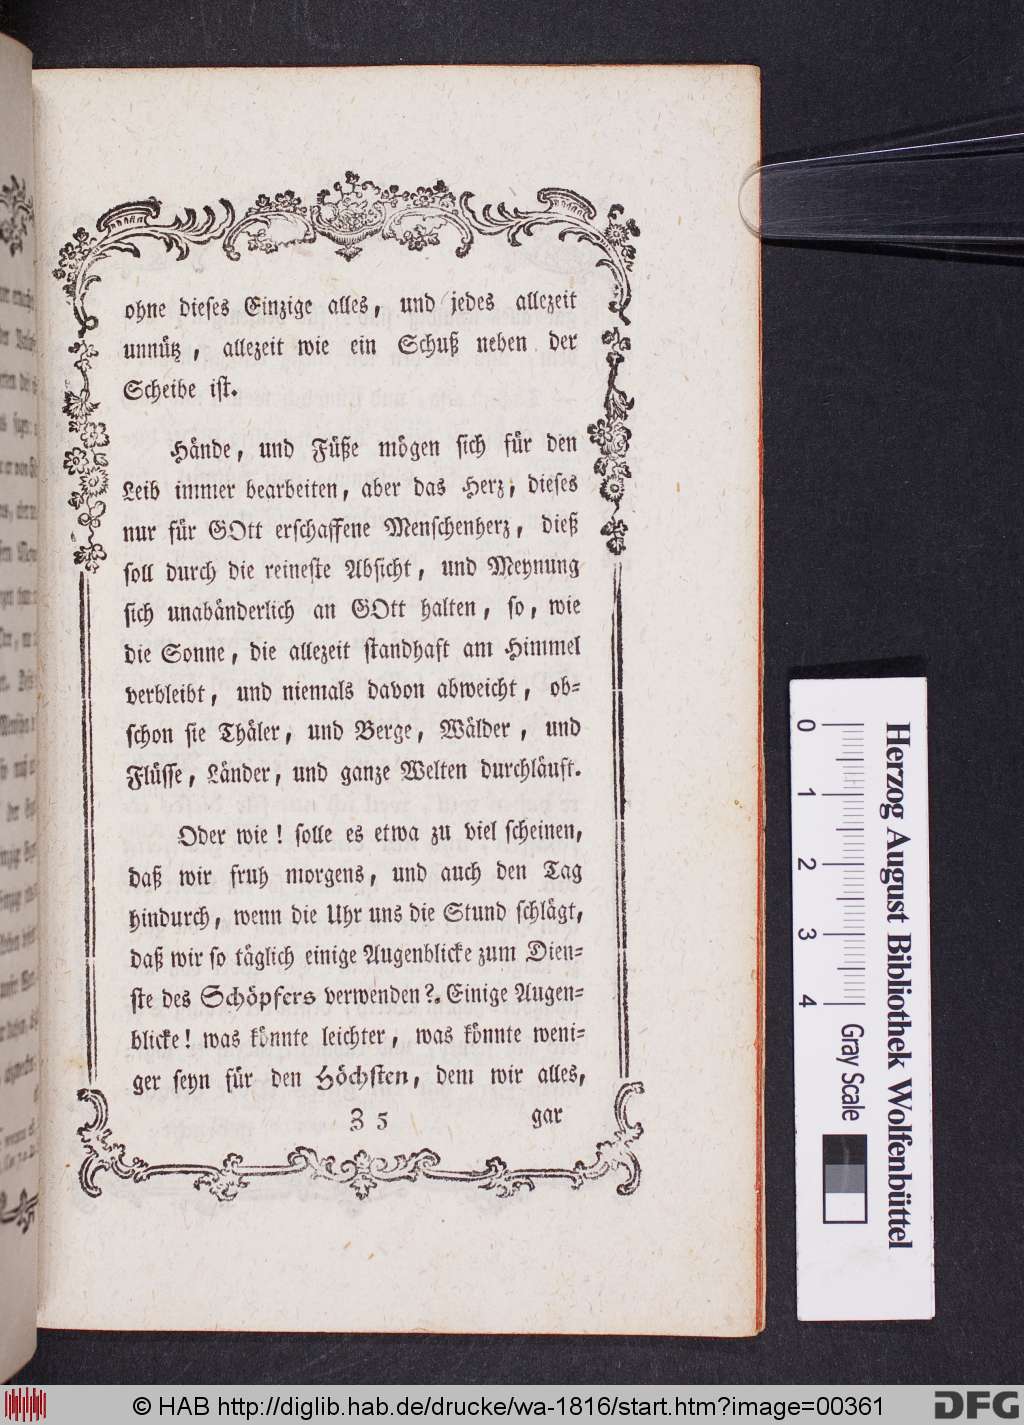 ohne dieses Einzige alles, und jedes allezeit
unnütz, allezeit wie ein Schuß neben der
Scheibe ist.
Hände, und Füße mögen sich für den
Leib immer bearbeiten, aber das Herz, dieses
nur für GOtt erschaffene Menschenherz, dieß
soll durch die reineste Absicht, und Meynung
sich unabänderlich an GOtt halten, so, wie
die Sonne, die allezeit standhaft am Himmel
verbleibt, und niemals davon abweicht, ob-
schon sie Thäler, und Berge, Wälder, und
Flüsse, Länder, und ganze Welten durchläuft.
Oder wie! solle es etwa zu viel scheinen,
daß wir fruh morgens, und auch den Tag
hindurch, wenn die Uhr uns die Stund schlägt,
daß wir so täglich einige Augenblicke zum Dien-
ste des Schöpfers verwenden?. Einige Augen-
blicke! was könnte leichter, was könnte weni-
ger seyn für den Höchsten, dem wir alles,
Z 5 gar
Herzog August Bibliothek Wolfenbüttel
0 1 2 3 4 Gray Scale
© HAB http://diglib.hab.de/drucke/wa-1816/start.htm?image=00361
DFG